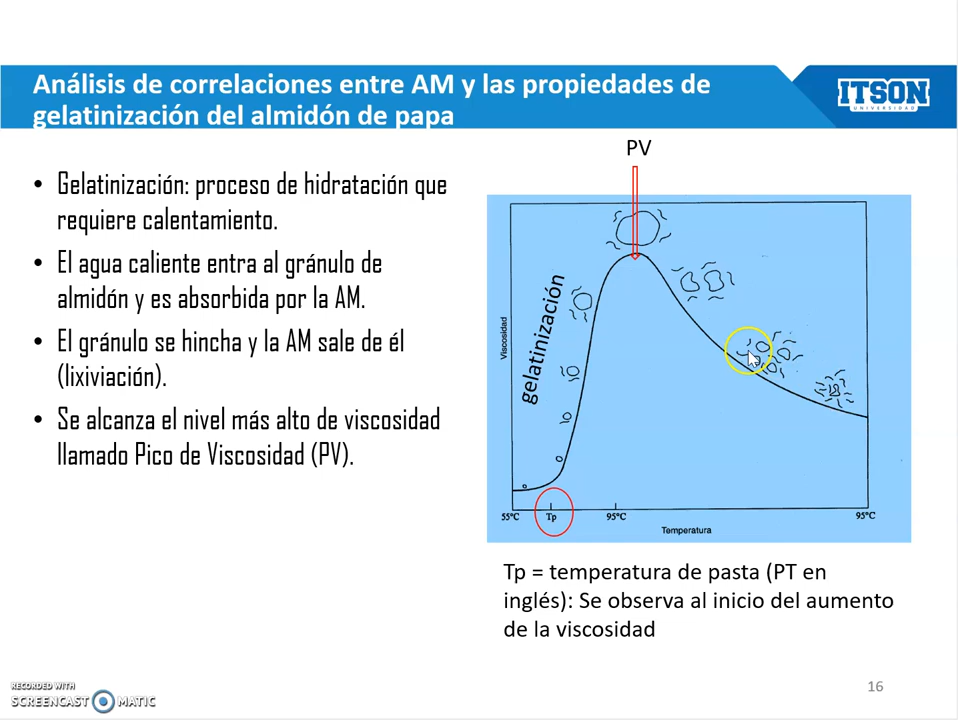 Análisis de correlaciones entre AM y las propiedades de
gelatinización del almidón de papa
ITSON
UNIVERSIDAD
• Gelatinización: proceso de hidratación que
requiere calentamiento.
• El agua caliente entra al gránulo de
almidón y es absorbida por la AM.
• El gránulo se hincha y la AM sale de él
(lixiviación).
• Se alcanza el nivel más alto de viscosidad
llamado Pico de Viscosidad (PV).
PV
Viscosidad
gelatinización
55°C
Tp
95°C
95°C
Temperatura
Tp = temperatura de pasta (PT en
inglés): Se observa al inicio del aumento
de la viscosidad
RECORDED WITH
SCREENCAST MATIC
16